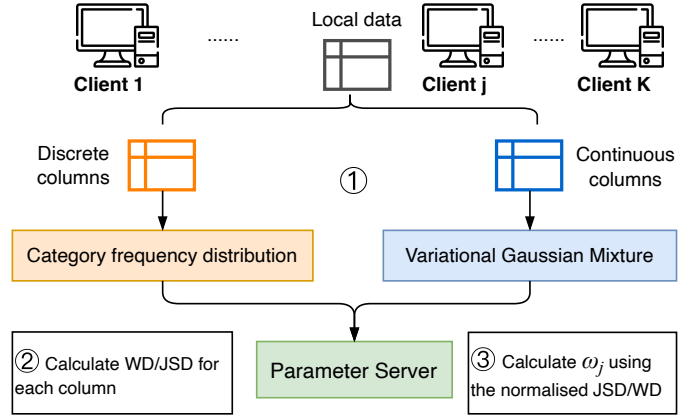 Local data
......
......
Client 1
Client j
Client K
Discrete
columns
①
Continuous
columns
Category frequency distribution
Variational Gaussian Mixture
② Calculate WD/JSD for
each column
Parameter Server
③ Calculate ω_j using
the normalised JSD/WD